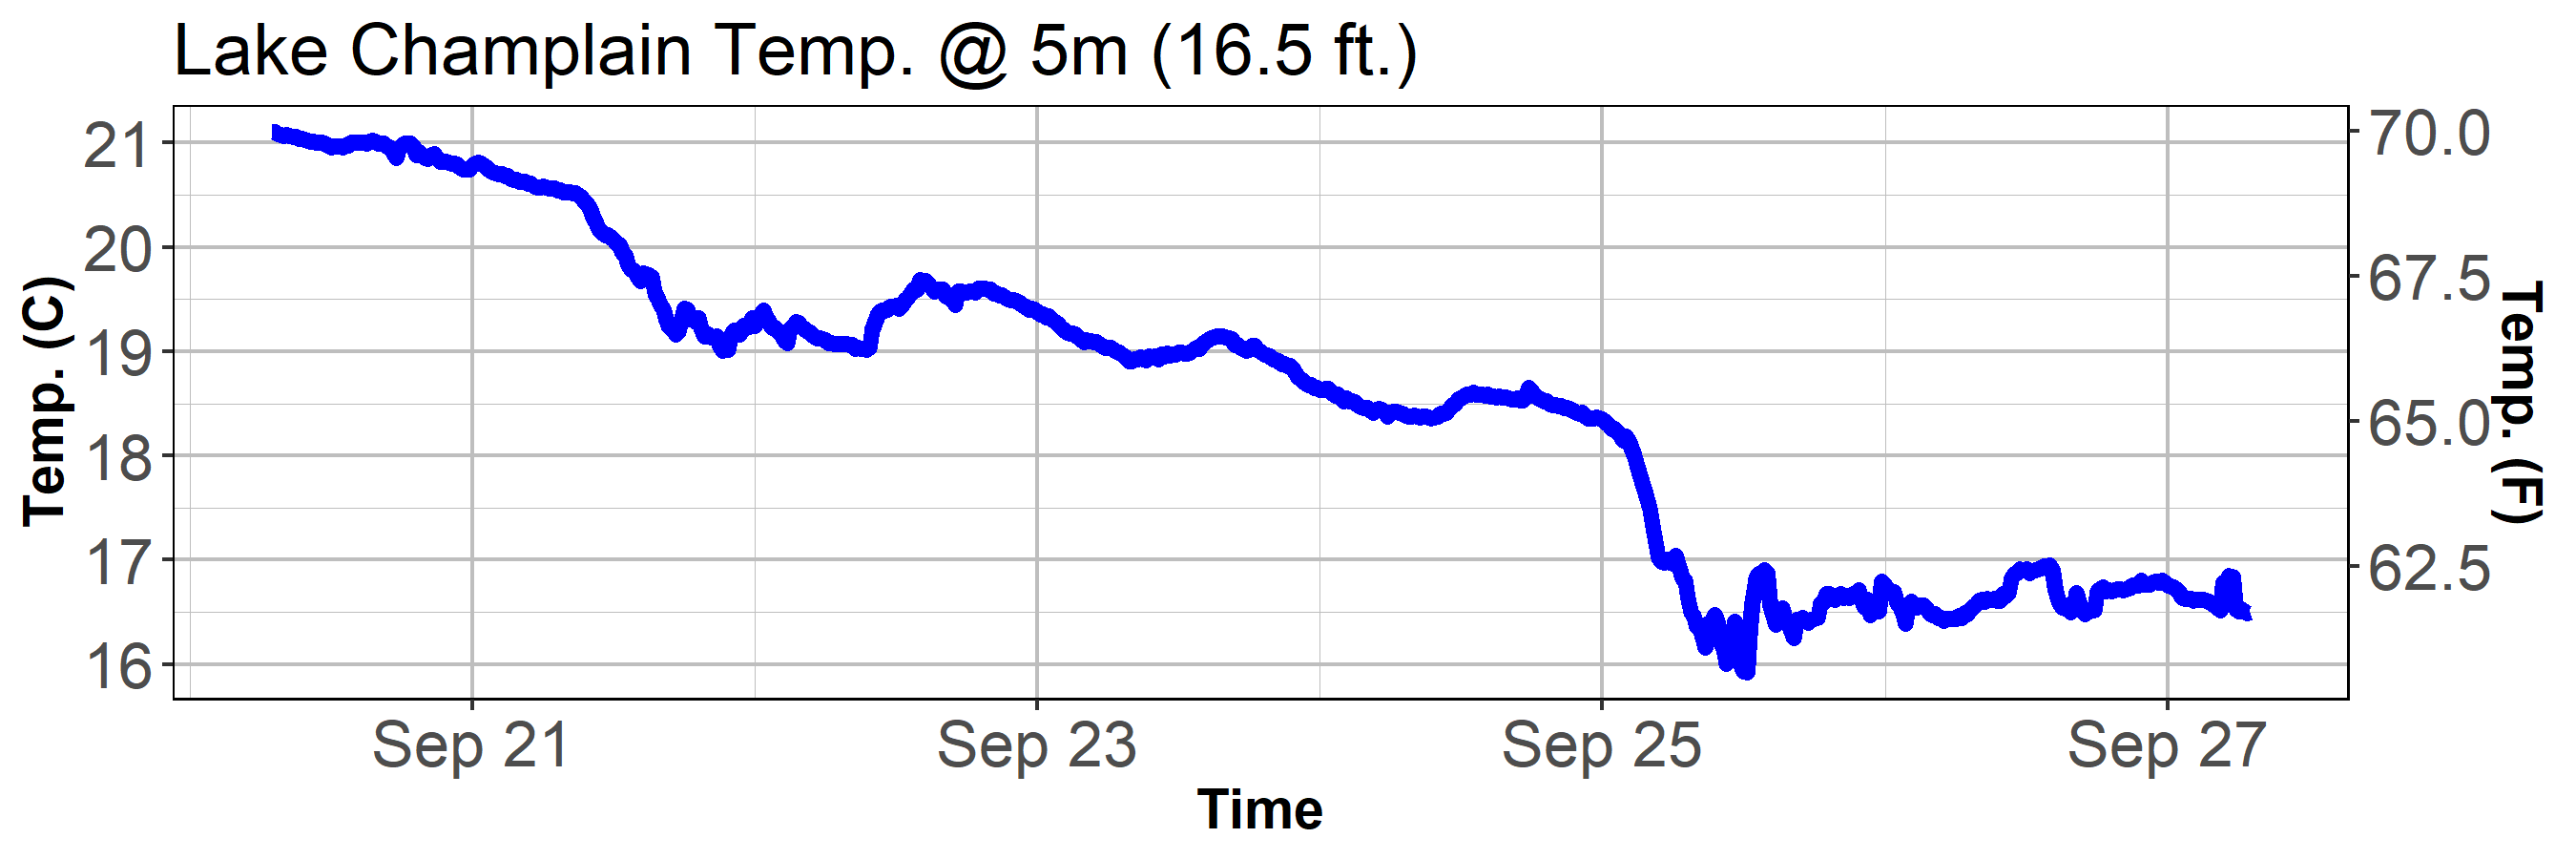 Lake Champlain Temp. @ 5m (16.5 ft.)
21
20
19
18
17
16
Temp. (C)
70.0
67.5
65.0
62.5
Temp. (F)
Sep 21
Sep 23
Sep 25
Sep 27
Time